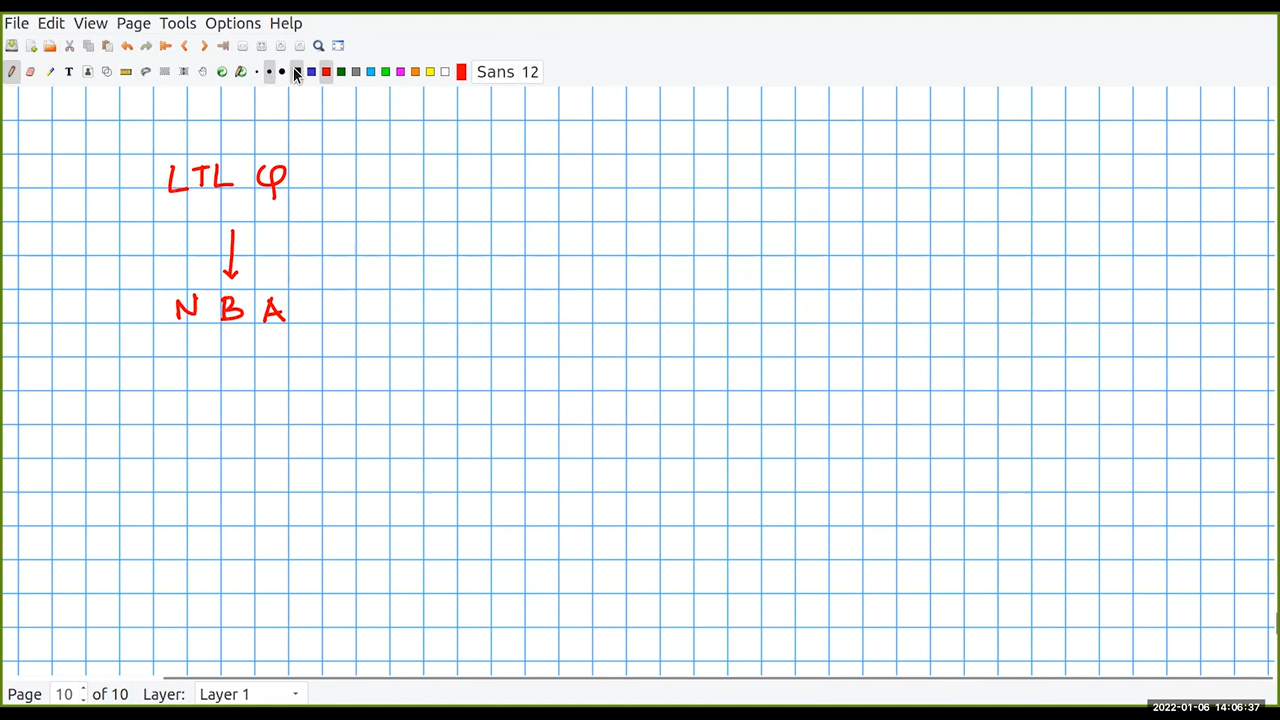 File Edit View Page Tools Options Help
T Sans 12
LTL φ
↓
N B A
Page 10 of 10 Layer: Layer 1
2022-01-06 14:06:37